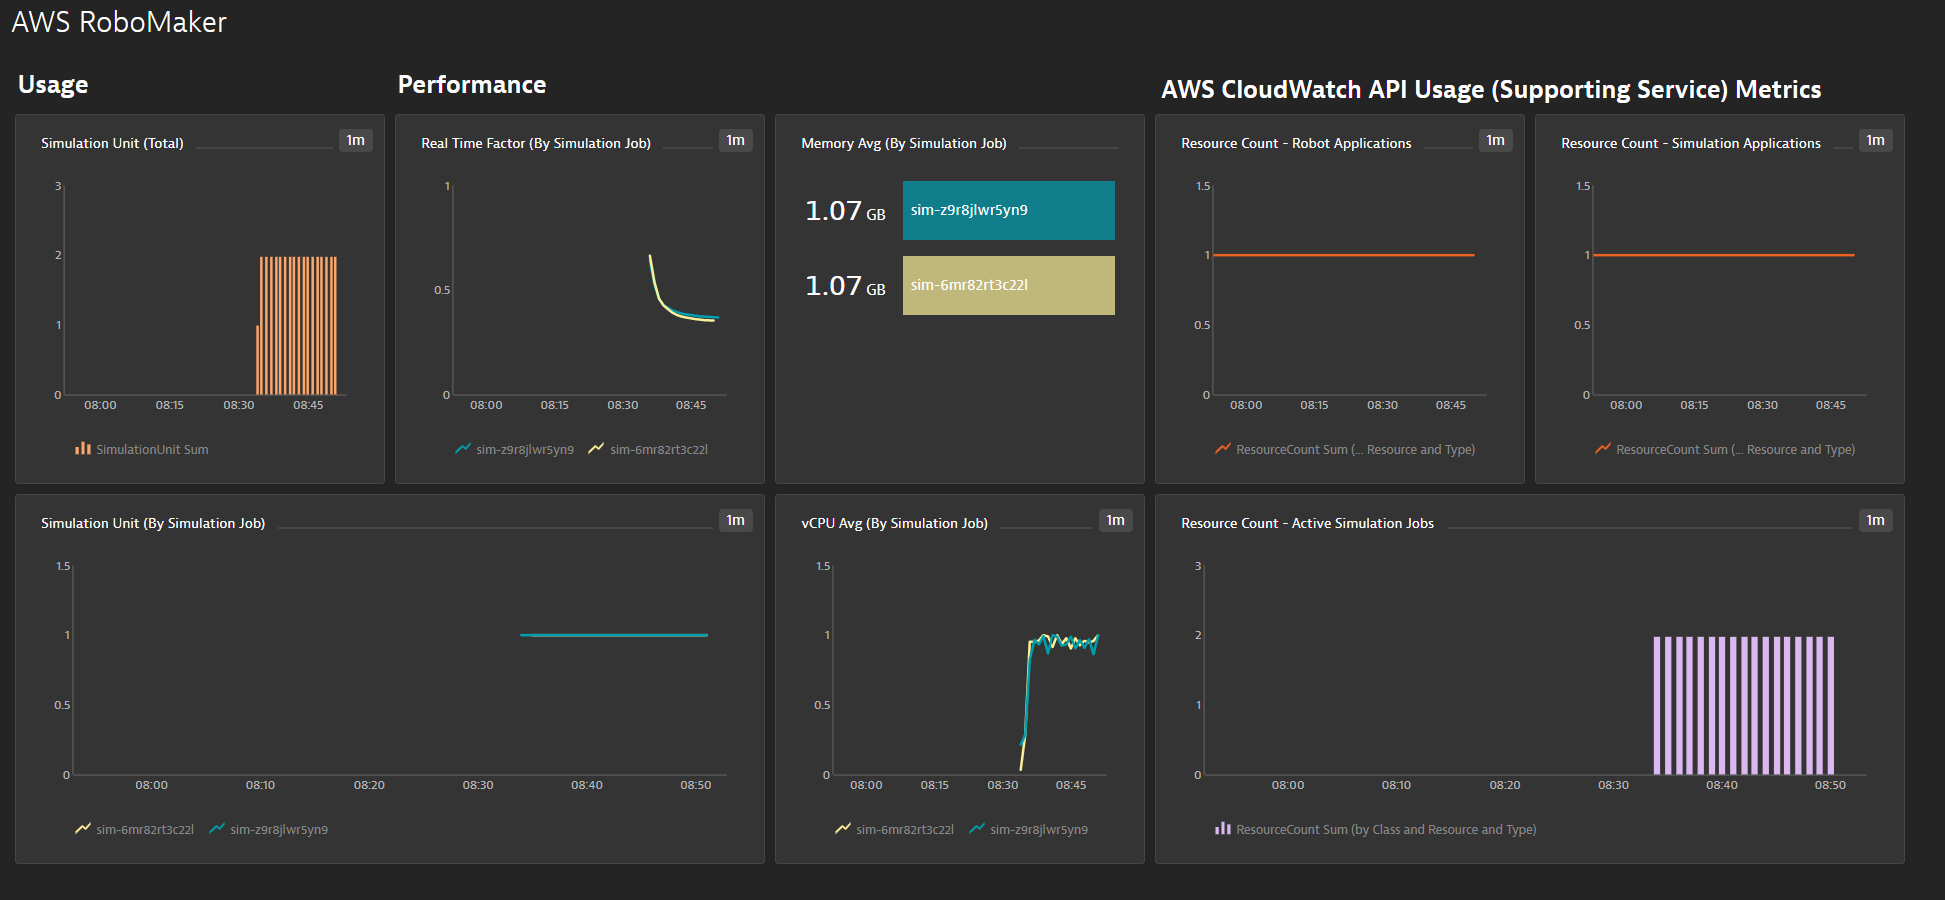 AWS RoboMaker
Usage
Performance
AWS CloudWatch API Usage (Supporting Service) Metrics
Simulation Unit (Total)
1m
3
2
1
0
08:00 08:15 08:30 08:45
SimulationUnit Sum
Real Time Factor (By Simulation Job)
1m
1
0.5
0
08:00 08:15 08:30 08:45
sim-z9r8jlwr5yn9 sim-6mr82rt3c22l
Memory Avg (By Simulation Job)
1.07 GB sim-z9r8jlwr5yn9
1.07 GB sim-6mr82rt3c22l
Resource Count - Robot Applications
1m
1.5
1
0.5
0
08:00 08:15 08:30 08:45
ResourceCount Sum (... Resource and Type)
Resource Count - Simulation Applications
1m
1.5
1
0.5
0
08:00 08:15 08:30 08:45
ResourceCount Sum (... Resource and Type)
Simulation Unit (By Simulation Job)
1m
1.5
1
0.5
0
08:00 08:10 08:20 08:30 08:40 08:50
sim-6mr82rt3c22l sim-z9r8jlwr5yn9
vCPU Avg (By Simulation Job)
1m
1.5
1
0.5
0
08:00 08:15 08:30 08:45
sim-6mr82rt3c22l sim-z9r8jlwr5yn9
Resource Count - Active Simulation Jobs
1m
3
2
1
0
08:00 08:10 08:20 08:30 08:40 08:50
ResourceCount Sum (by Class and Resource and Type)